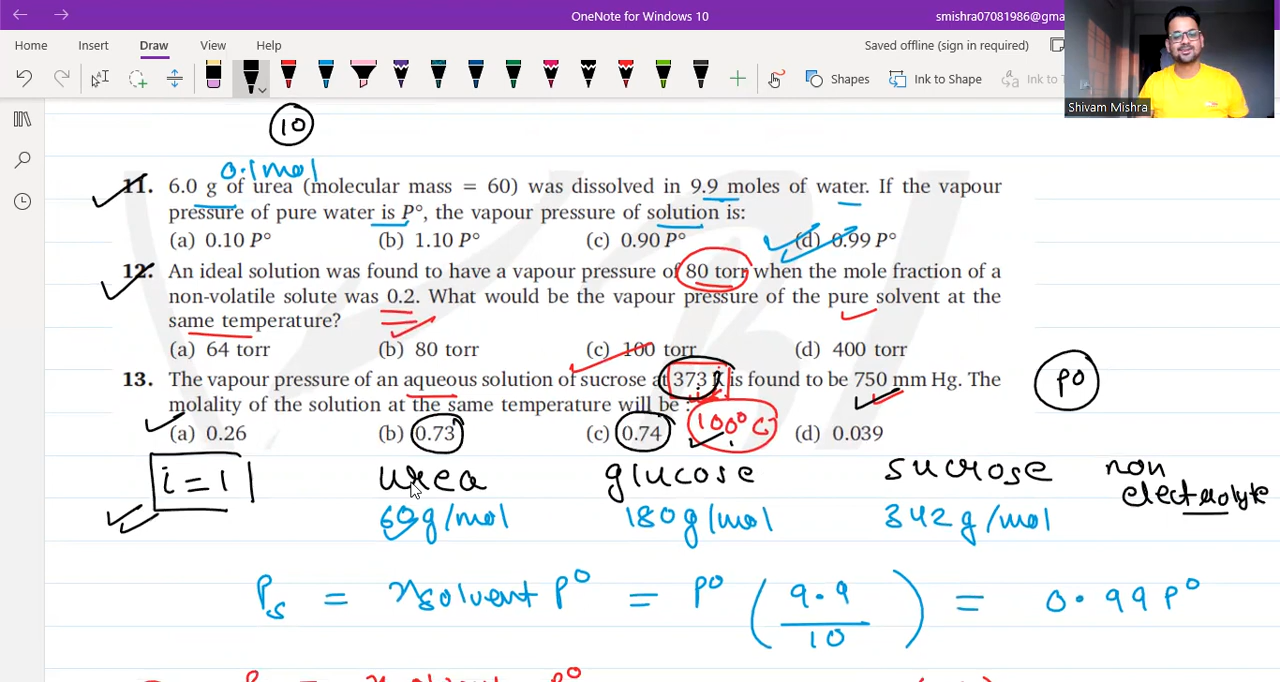 OneNote for Windows 10
smishra07081986@gma
Home Insert Draw View Help
Saved offline (sign in required)
Shapes Ink to Shape Ink to
Shivam Mishra
10
0.1mol
11. 6.0 g of urea (molecular mass = 60) was dissolved in 9.9 moles of water. If the vapour
pressure of pure water is P°, the vapour pressure of solution is:
(a) 0.10 P° (b) 1.10 P° (c) 0.90 P° (d) 0.99 P°
12. An ideal solution was found to have a vapour pressure of 80 torr when the mole fraction of a
non-volatile solute was 0.2. What would be the vapour pressure of the pure solvent at the
same temperature?
(a) 64 torr (b) 80 torr (c) 100 torr (d) 400 torr
13. The vapour pressure of an aqueous solution of sucrose at 373 K is found to be 750 mm Hg. The
molality of the solution at the same temperature will be :
P°
100°C
(a) 0.26 (b) 0.73 (c) 0.74 (d) 0.039
i = 1 urea glucose sucrose non
electrolyte
60g/mol 180g/mol 342g/mol
Ps = xsolvent P° = P° (9.9/10) = 0.99P°